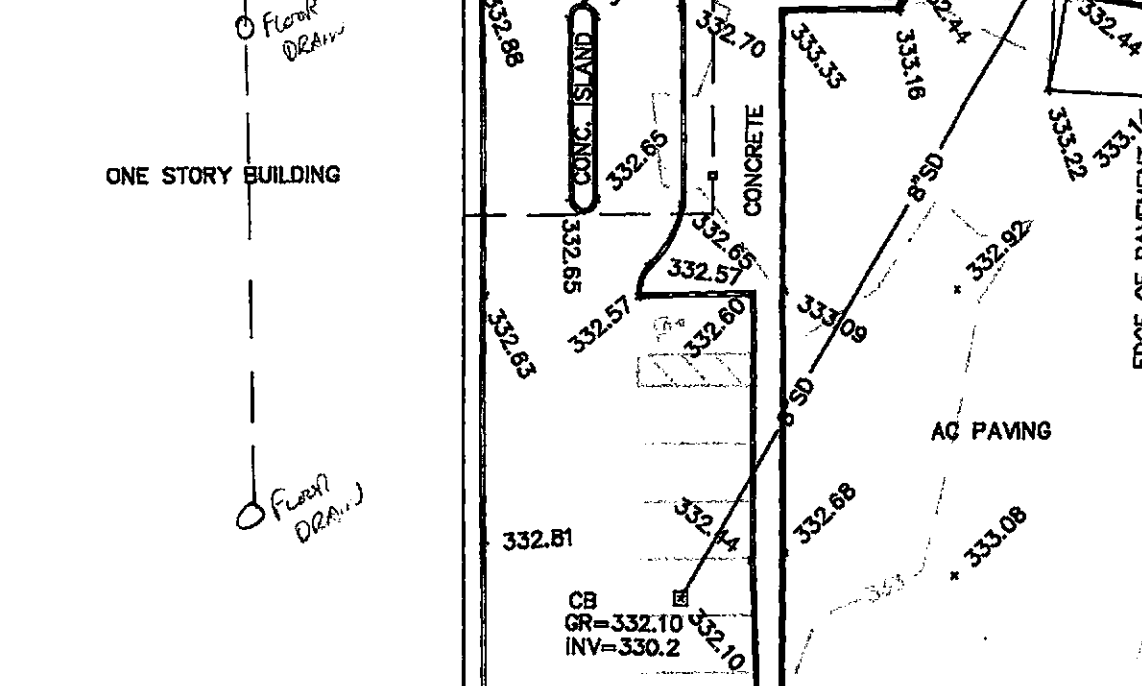 FLOOR
DRAIN
332.88
CONC. ISLAND
332.65
332.70
CONCRETE
333.33
333.16
332.44
333.22
ONE STORY BUILDING
8"SD
332.65
332.65
332.57
332.57
332.60
332.63
333.09
332.92
SD
AC PAVING
FLOOR
DRAIN
332.81
332.44
332.68
333.08
353
CB
GR=332.10
INV=330.2
332.10